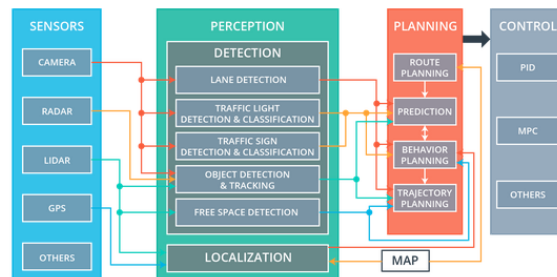 SENSORS
CAMERA
RADAR
LIDAR
GPS
OTHERS
PERCEPTION
DETECTION
LANE DETECTION
TRAFFIC LIGHT
DETECTION & CLASSIFICATION
TRAFFIC SIGN
DETECTION & CLASSIFICATION
OBJECT DETECTION
& TRACKING
FREE SPACE DETECTION
LOCALIZATION
PLANNING
ROUTE
PLANNING
PREDICTION
BEHAVIOR
PLANNING
TRAJECTORY
PLANNING
MAP
CONTROL
PID
MPC
OTHERS